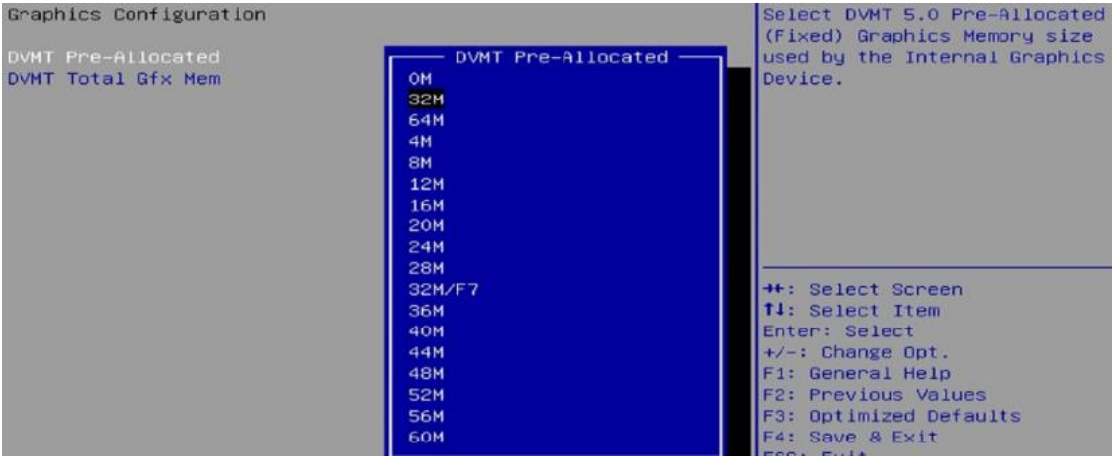 Graphics Configuration
DVMT Pre-Allocated
DVMT Total Gfx Mem
DVMT Pre-Allocated
0M
32M
64M
4M
8M
12M
16M
20M
24M
28M
32M/F7
36M
40M
44M
48M
52M
56M
60M
Select DVMT 5.0 Pre-Allocated
(Fixed) Graphics Memory size
used by the Internal Graphics
Device.
→←: Select Screen
↑↓: Select Item
Enter: Select
+/-: Change Opt.
F1: General Help
F2: Previous Values
F3: Optimized Defaults
F4: Save & Exit
ESC: Exit